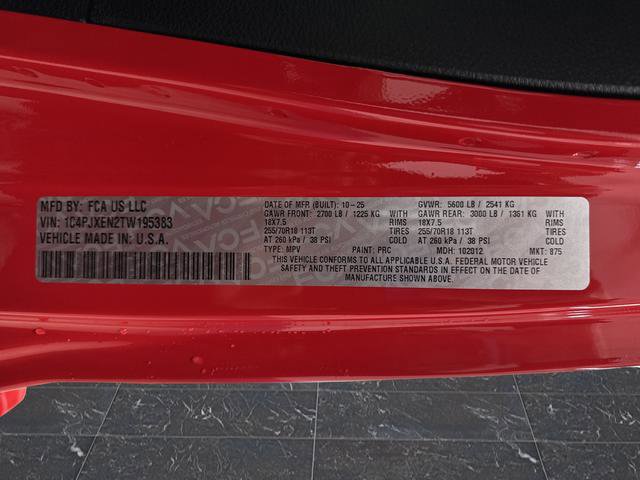 MFD BY: FCA US LLC
VIN: 1C4PJXEN2TW195383
VEHICLE MADE IN: U.S.A.
DATE OF MFR (BUILT): 10-25 GVWR: 5600 LB / 2541 KG
GAWR FRONT: 2700 LB / 1225 KG WITH GAWR REAR: 3000 LB / 1361 KG WITH
18X7.5 RIMS 18X7.5 RIMS
255/70R18 113T TIRES 255/70R18 113T TIRES
AT 260 kPa / 38 PSI COLD AT 260 kPa / 38 PSI COLD
TYPE: MPV PAINT: PRC MDH: 102012 MKT: 875
THIS VEHICLE CONFORMS TO ALL APPLICABLE U.S.A. FEDERAL MOTOR VEHICLE
SAFETY AND THEFT PREVENTION STANDARDS IN EFFECT ON THE DATE OF
MANUFACTURE SHOWN ABOVE.